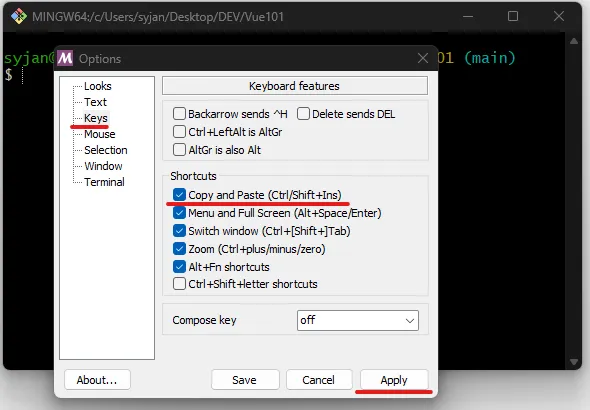 MINGW64:/c/Users/syjan/Desktop/DEV/Vue101
syjan@
01 (main)
$
Options
Looks
Text
Keys
Mouse
Selection
Window
Terminal
Keyboard features
Backarrow sends ^H
Delete sends DEL
Ctrl+LeftAlt is AltGr
AltGr is also Alt
Shortcuts
Copy and Paste (Ctrl/Shift+Ins)
Menu and Full Screen (Alt+Space/Enter)
Switch window (Ctrl+[Shift+]Tab)
Zoom (Ctrl+plus/minus/zero)
Alt+Fn shortcuts
Ctrl+Shift+letter shortcuts
Compose key
off
About...
Save
Cancel
Apply